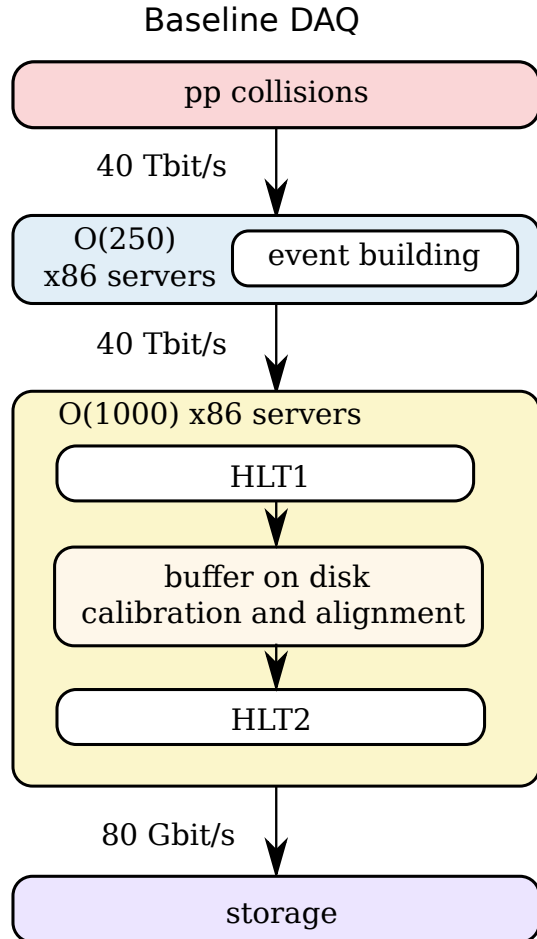 Baseline DAQ
pp collisions
40 Tbit/s
O(250)
x86 servers
event building
40 Tbit/s
O(1000) x86 servers
HLT1
buffer on disk
calibration and alignment
HLT2
80 Gbit/s
storage